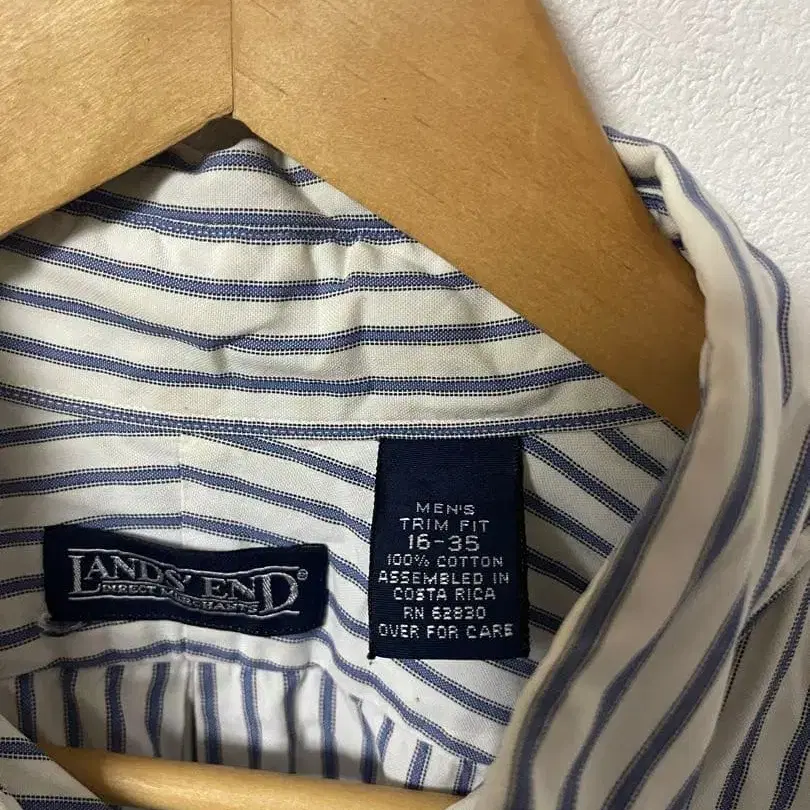 LANDS' END®
DIRECT MERCHANTS
MEN'S
TRIM FIT
16-35
100% COTTON
ASSEMBLED IN
COSTA RICA
RN 62830
OVER FOR CARE